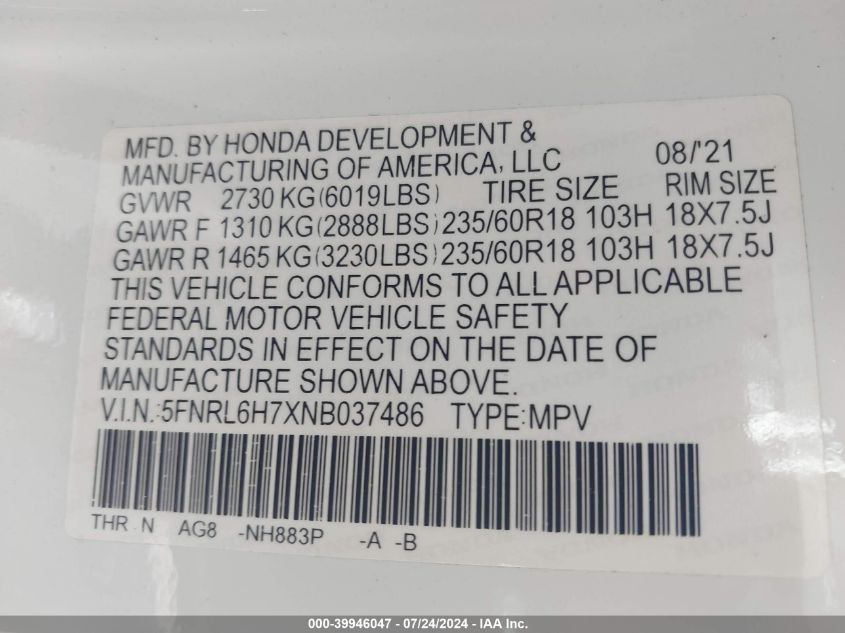 MFD. BY HONDA DEVELOPMENT &
MANUFACTURING OF AMERICA, LLC 08/'21
GVWR 2730 KG(6019LBS) TIRE SIZE RIM SIZE
GAWR F 1310 KG(2888LBS)235/60R18 103H 18X7.5J
GAWR R 1465 KG(3230LBS)235/60R18 103H 18X7.5J
THIS VEHICLE CONFORMS TO ALL APPLICABLE
FEDERAL MOTOR VEHICLE SAFETY
STANDARDS IN EFFECT ON THE DATE OF
MANUFACTURE SHOWN ABOVE.
V.I.N.:5FNRL6H7XNB037486 TYPE:MPV
THR N AG8 -NH883P -A -B
000-39946047 / 07/24/2024 - IAA Inc.